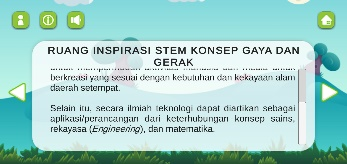 RUANG INSPIRASI STEM KONSEP GAYA DAN
GERAK
berkreasi yang sesuai dengan kebutuhan dan kekayaan alam
daerah setempat.
Selain itu, secara ilmiah teknologi dapat diartikan sebagai
aplikasi/perancangan dari keterhubungan konsep sains,
rekayasa (Engineering), dan matematika.